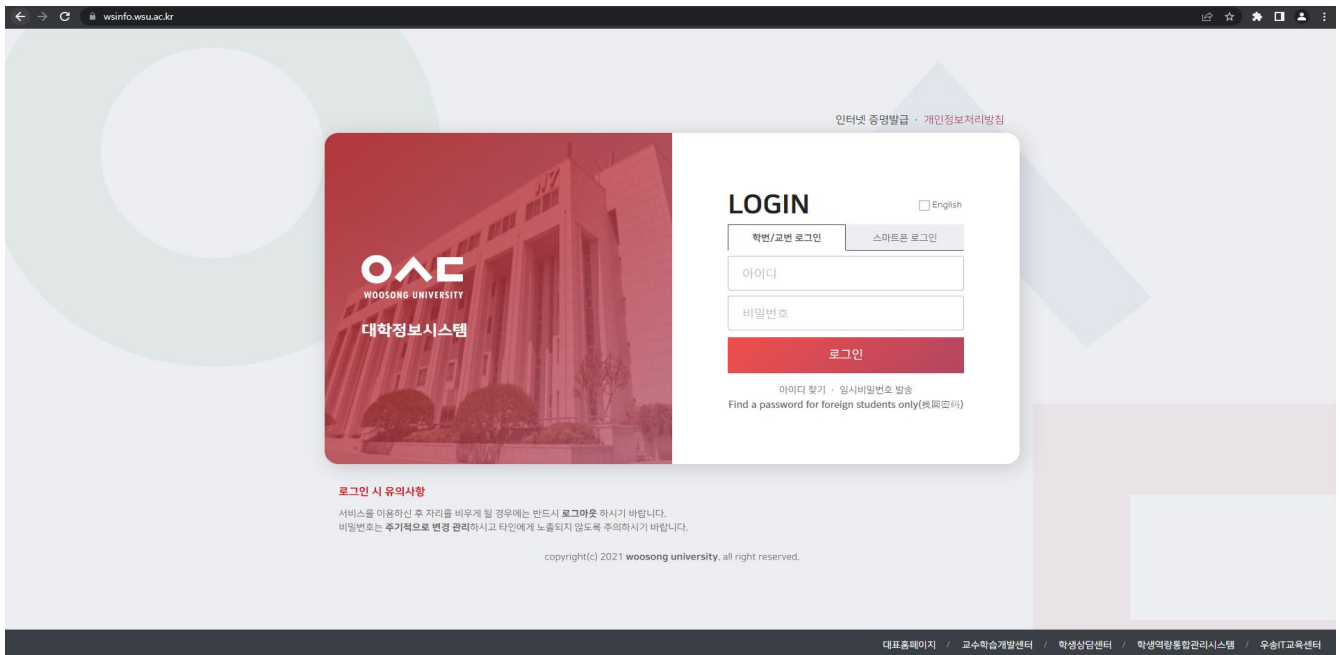 wsinfo.wsu.ac.kr
인터넷 증명발급 · 개인정보처리방침
W7
WOOSONG UNIVERSITY
대학정보시스템
LOGIN
English
학번/교번 로그인
스마트폰 로그인
아이디
비밀번호
로그인
아이디 찾기 · 임시비밀번호 발송
Find a password for foreign students only(找回密码)
로그인 시 유의사항
서비스를 이용하신 후 자리를 비우게 될 경우에는 반드시 로그아웃 하시기 바랍니다.
비밀번호는 주기적으로 변경 관리하시고 타인에게 노출되지 않도록 주의하시기 바랍니다.
copyright(c) 2021 woosong university. all right reserved.
대표홈페이지 / 교수학습개발센터 / 학생상담센터 / 학생역량통합관리시스템 / 우송IT교육센터